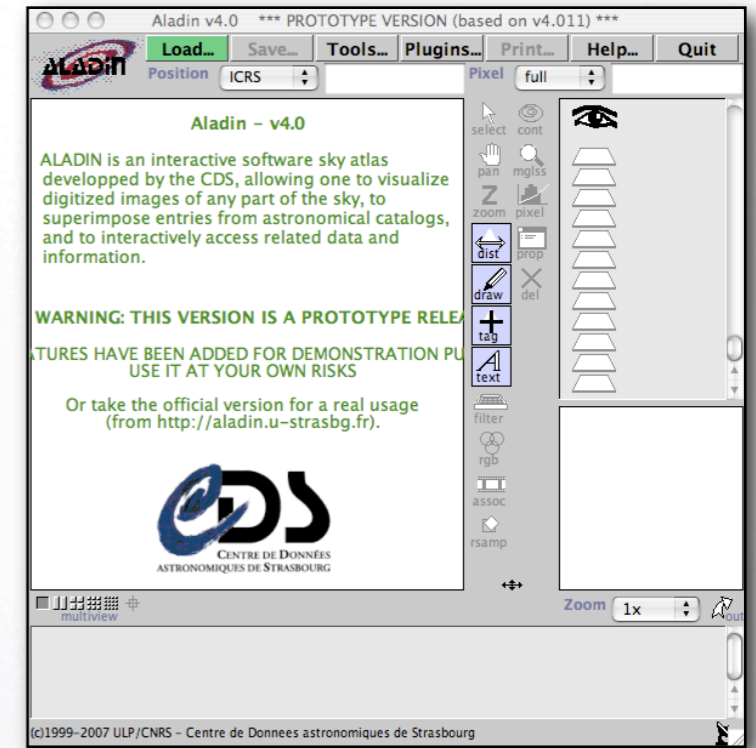 Aladin v4.0 *** PROTOTYPE VERSION (based on v4.011) ***
ALADIN
Load... Save... Tools... Plugins... Print... Help... Quit
Position ICRS Pixel full
Aladin – v4.0
ALADIN is an interactive software sky atlas
developped by the CDS, allowing one to visualize
digitized images of any part of the sky, to
superimpose entries from astronomical catalogs,
and to interactively access related data and
information.
WARNING: THIS VERSION IS A PROTOTYPE RELEA
ATURES HAVE BEEN ADDED FOR DEMONSTRATION PU
USE IT AT YOUR OWN RISKS
Or take the official version for a real usage
(from http://aladin.u-strasbg.fr).
CDS
CENTRE DE DONNÉES
ASTRONOMIQUES DE STRASBOURG
select cont
pan mglss
zoom pixel
dist prop
draw del
tag
text
filter
rgb
assoc
rsamp
multiview
Zoom 1x out
(c)1999-2007 ULP/CNRS - Centre de Donnees astronomiques de Strasbourg